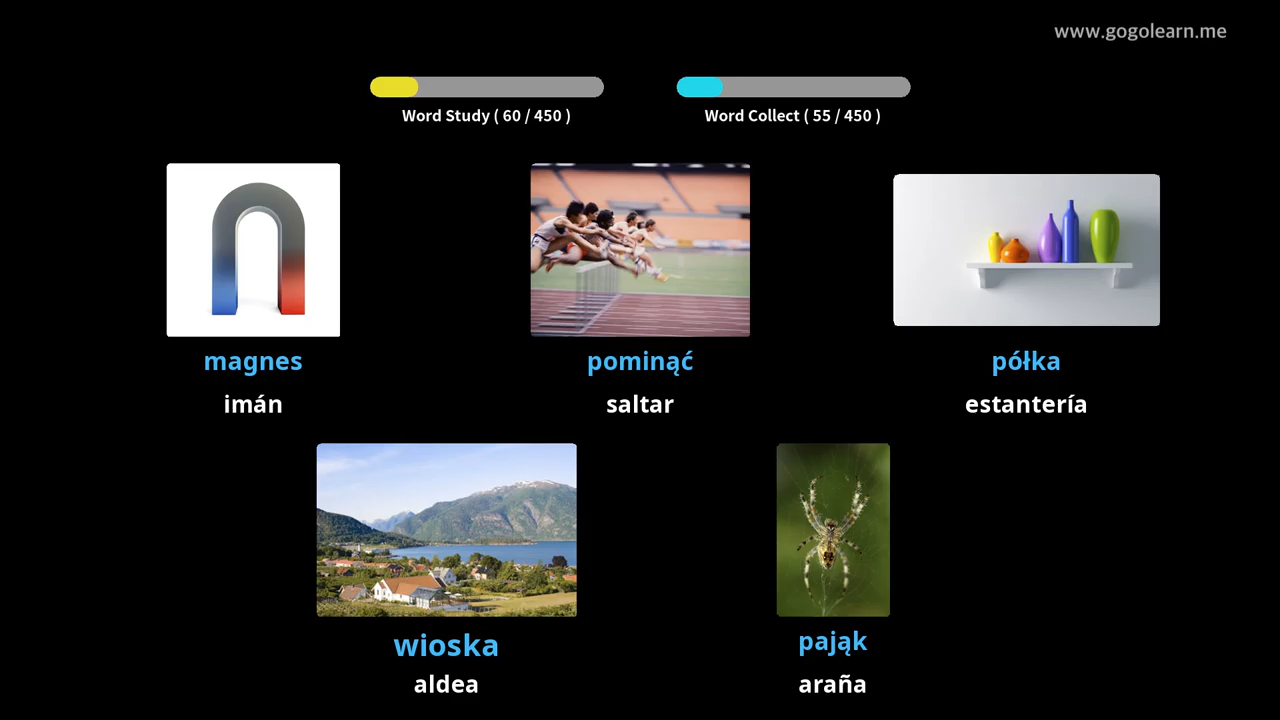 www.gogolearn.me
Word Study ( 60 / 450 )
Word Collect ( 55 / 450 )
magnes
imán
pominąć
saltar
półka
estantería
wioska
aldea
pająk
araña